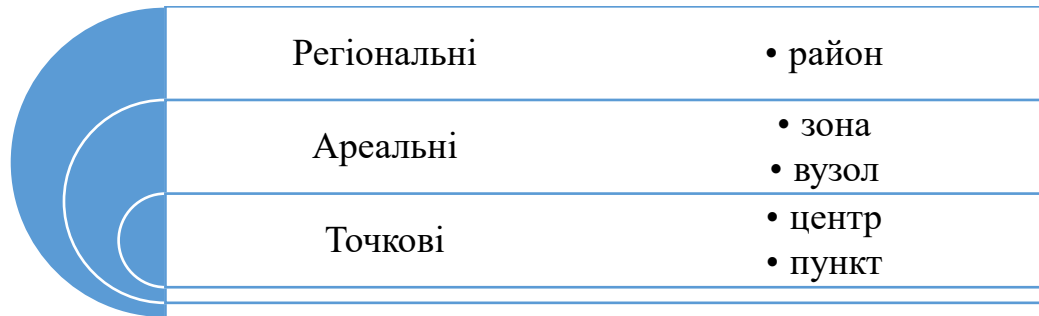 Регіональні
• район
Ареальні
• зона
• вузол
Точкові
• центр
• пункт